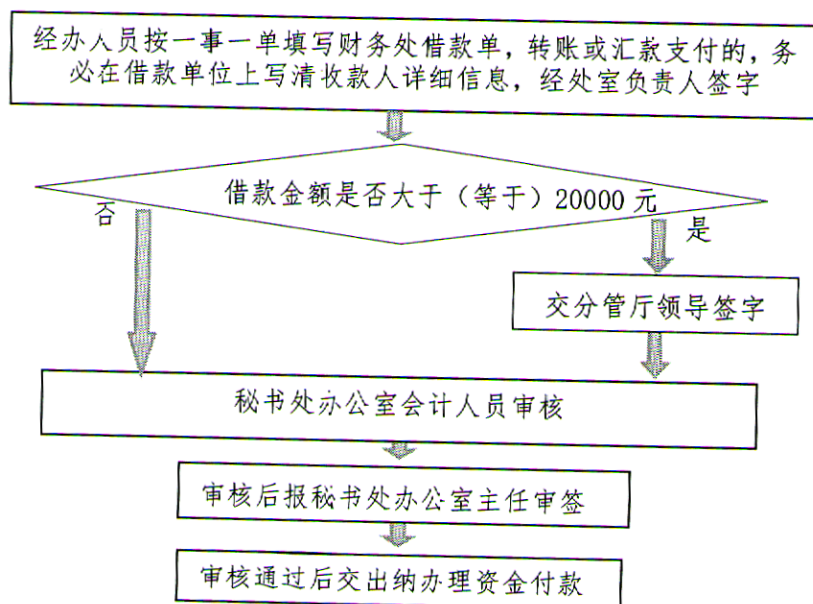 经办人员按一事一单填写财务处借款单，转账或汇款支付的，务
必在借款单位上写清收款人详细信息，经处室负责人签字
借款金额是否大于（等于）20000元
否
是
交分管厅领导签字
秘书处办公室会计人员审核
审核后报秘书处办公室主任审签
审核通过后交出纳办理资金付款